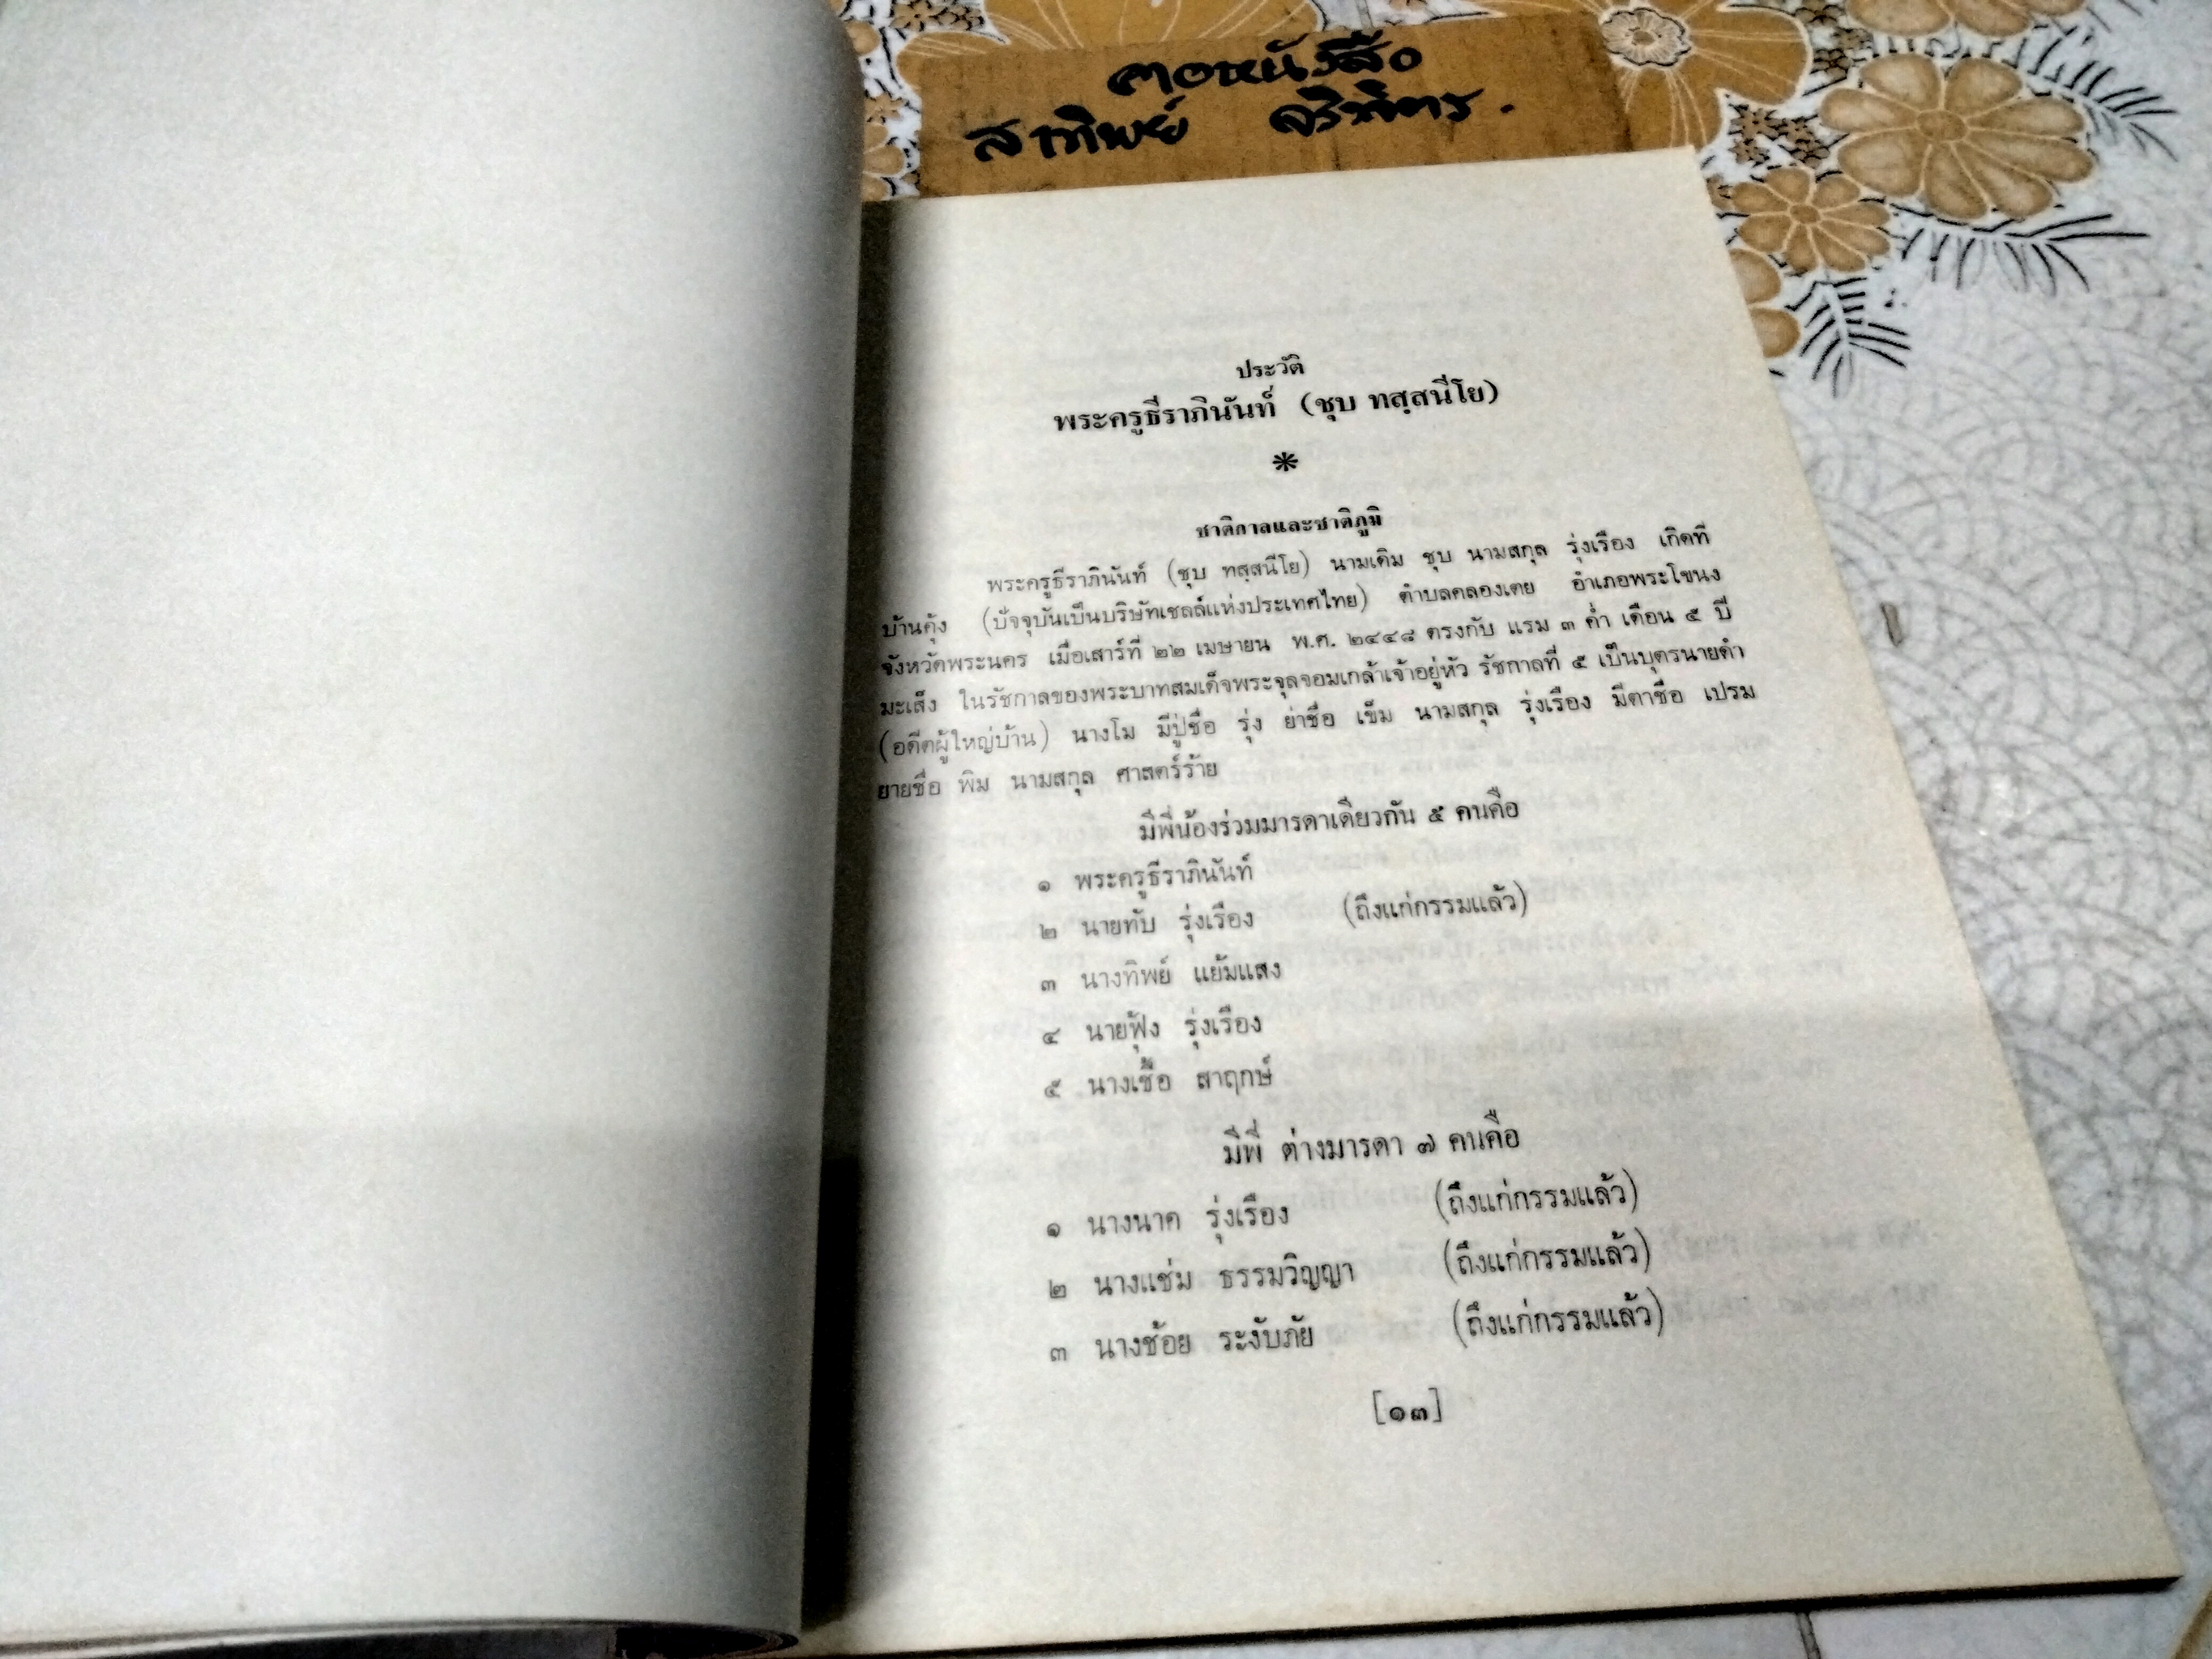 คอหนังสือ
สาทิพย์
ประวัติ
พระครูธีราภินันท์ (ชุบ ทสฺสนีโย)
*
ชาติกาลและชาติภูมิ
พระครูธีราภินันท์ (ชุบ ทสฺสนีโย) นามเดิม ชุบ นามสกุล รุ่งเรือง เกิดที่
บ้านคุ้ง (ปัจจุบันเป็นบริษัทเชลล์แห่งประเทศไทย) ตำบลคลองเตย อำเภอพระโขนง
จังหวัดพระนคร เมื่อเสาร์ที่ ๒๒ เมษายน พ.ศ. ๒๔๔๘ ตรงกับ แรม ๓ ค่ำ เดือน ๕ ปี
มะเส็ง ในรัชกาลของพระบาทสมเด็จพระจุลจอมเกล้าเจ้าอยู่หัว รัชกาลที่ ๕ เป็นบุตรนายดำ
(อดีตผู้ใหญ่บ้าน) นางโม มีปู่ชื่อ รุ่ง ย่าชื่อ เข็ม นามสกุล รุ่งเรือง มีตาชื่อ เปรม
ยายชื่อ พิม นามสกุล ศาสตร์ร้าย
มีพี่น้องร่วมมารดาเดียวกัน ๕ คนคือ
๑ พระครูธีราภินันท์
๒ นายทับ รุ่งเรือง (ถึงแก่กรรมแล้ว)
๓ นางทิพย์ แย้มแสง
๔ นายฟุ้ง รุ่งเรือง
๕ นางเชื้อ สาฤกษ์
มีพี่ ต่างมารดา ๗ คนคือ
๑ นางนาค รุ่งเรือง (ถึงแก่กรรมแล้ว)
๒ นางแช่ม ธรรมวิญญา (ถึงแก่กรรมแล้ว)
๓ นางช้อย ระงับภัย (ถึงแก่กรรมแล้ว)
[๑๓]